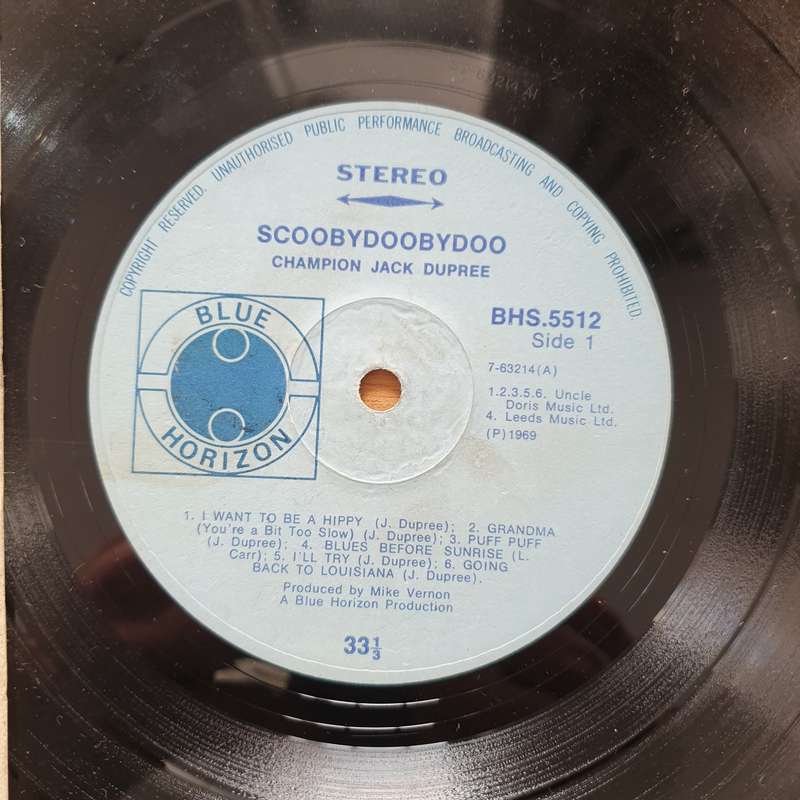 COPYRIGHT RESERVED. UNAUTHORISED PUBLIC PERFORMANCE BROADCASTING AND COPYING PROHIBITED.
STEREO
SCOOBYDOOBYDOO
CHAMPION JACK DUPREE
BLUE
HORIZON
BHS.5512
Side 1
7-63214(A)
1.2.3.5.6. Uncle
Doris Music Ltd.
4. Leeds Music Ltd.
(P)1969
1. I WANT TO BE A HIPPY (J. Dupree); 2. GRANDMA
(You're a Bit Too Slow) (J. Dupree); 3. PUFF PUFF
(J. Dupree); 4. BLUES BEFORE SUNRISE (L.
Carr); 5. I'LL TRY (J. Dupree); 6. GOING
BACK TO LOUISIANA (J. Dupree).
Produced by Mike Vernon
A Blue Horizon Production
33⅓